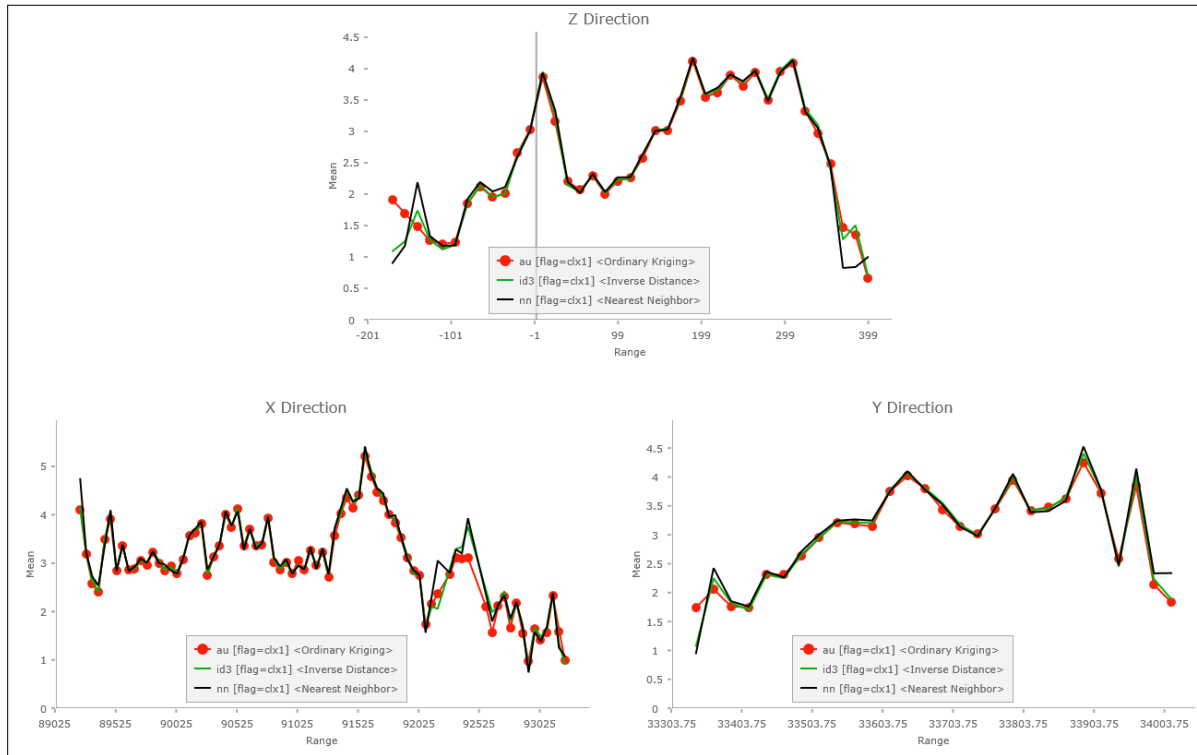 Z Direction
4.5
4
3.5
3
2.5
2
1.5
1
0.5
0
Mean
-201
-101
-1
99
199
299
399
Range
au [flag=clx1] <Ordinary Kriging>
id3 [flag=clx1] <Inverse Distance>
nn [flag=clx1] <Nearest Neighbor>
X Direction
5
4
3
2
1
0
Mean
89025
89525
90025
90525
91025
91525
92025
92525
93025
Range
au [flag=clx1] <Ordinary Kriging>
id3 [flag=clx1] <Inverse Distance>
nn [flag=clx1] <Nearest Neighbor>
Y Direction
4.5
4
3.5
3
2.5
2
1.5
1
0.5
0
Mean
33303.75
33403.75
33503.75
33603.75
33703.75
33803.75
33903.75
34003.75
Range
au [flag=clx1] <Ordinary Kriging>
id3 [flag=clx1] <Inverse Distance>
nn [flag=clx1] <Nearest Neighbor>